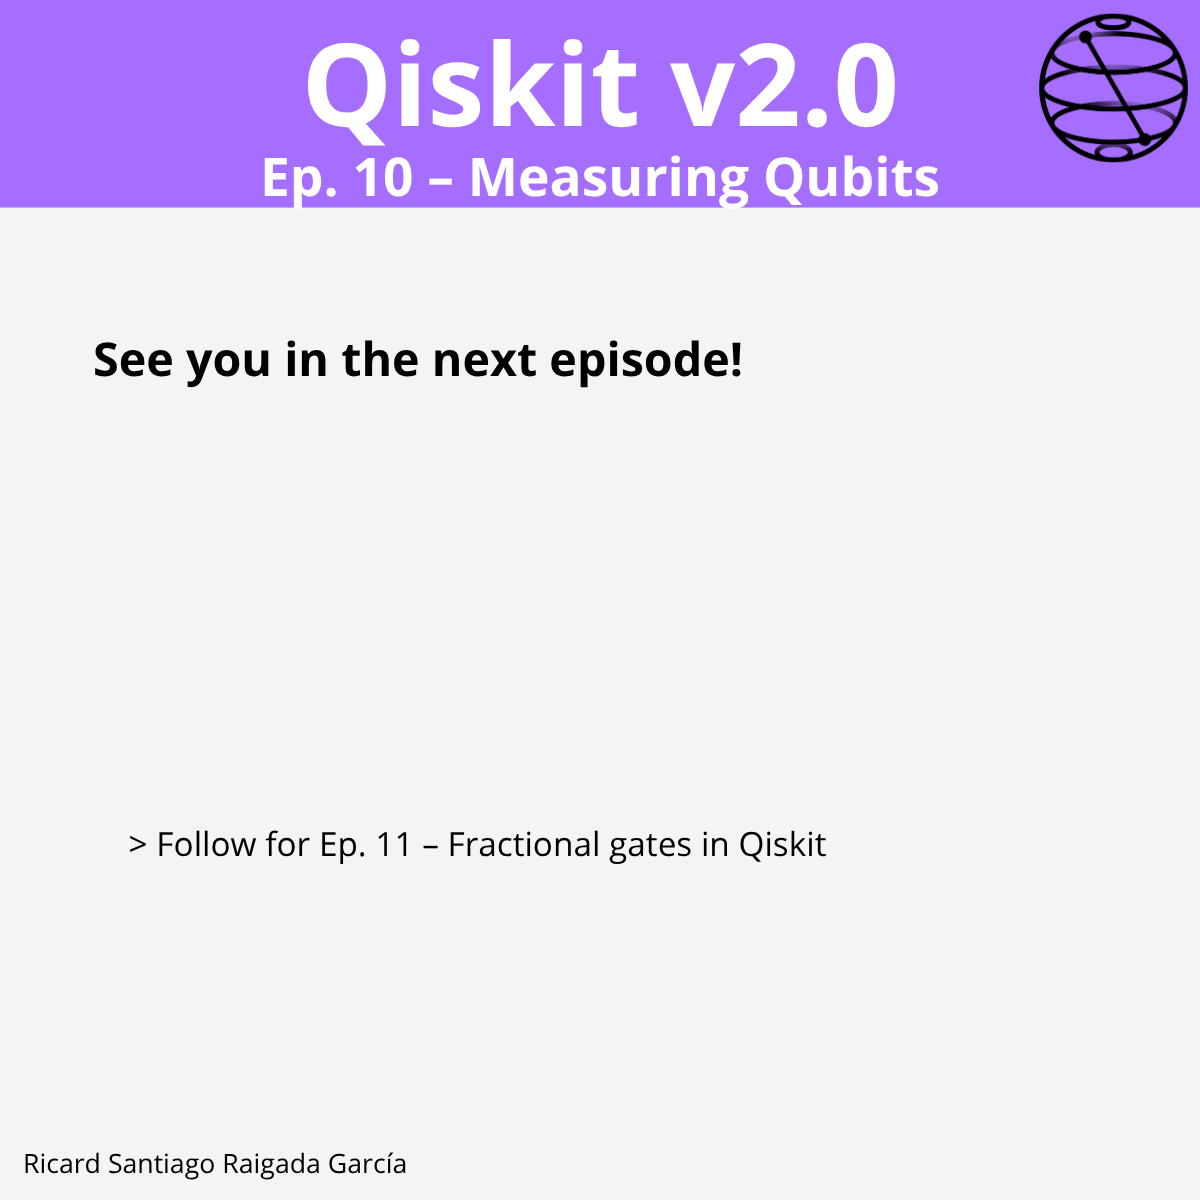 Qiskit v2.0
Ep. 10 – Measuring Qubits
See you in the next episode!
> Follow for Ep. 11 – Fractional gates in Qiskit
Ricard Santiago Raigada García